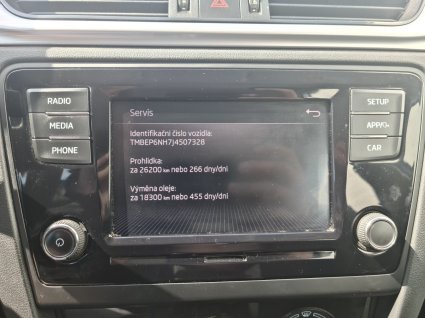 RADIO
MEDIA
PHONE
Servis
Identifikační číslo vozidla:
TMBEP6NH7J4507328
Prohlídka:
za 26200 km nebo 266 dny/dní
Výměna oleje:
za 18300 km nebo 455 dny/dní
SETUP
APP/
CAR